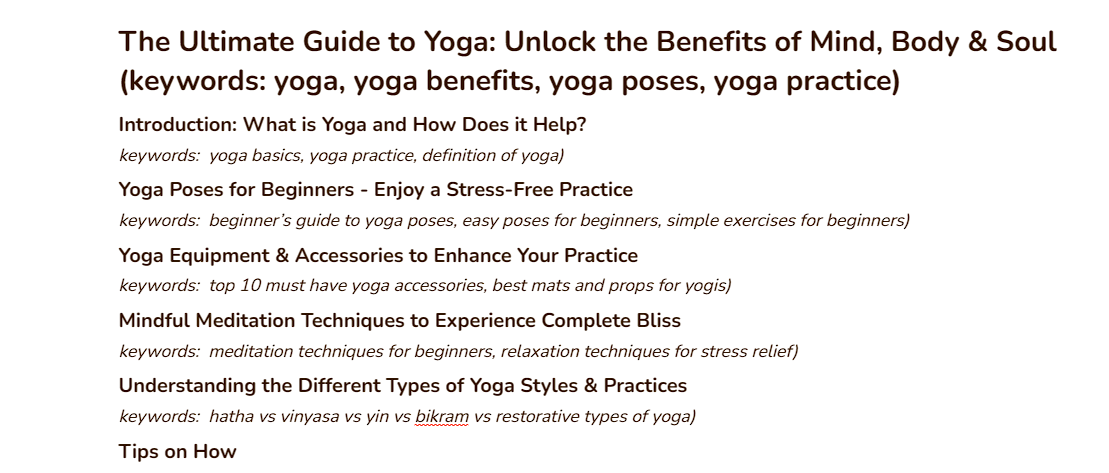 The Ultimate Guide to Yoga: Unlock the Benefits of Mind, Body & Soul
(keywords: yoga, yoga benefits, yoga poses, yoga practice)
Introduction: What is Yoga and How Does it Help?
keywords: yoga basics, yoga practice, definition of yoga)
Yoga Poses for Beginners - Enjoy a Stress-Free Practice
keywords: beginner’s guide to yoga poses, easy poses for beginners, simple exercises for beginners)
Yoga Equipment & Accessories to Enhance Your Practice
keywords: top 10 must have yoga accessories, best mats and props for yogis)
Mindful Meditation Techniques to Experience Complete Bliss
keywords: meditation techniques for beginners, relaxation techniques for stress relief)
Understanding the Different Types of Yoga Styles & Practices
keywords: hatha vs vinyasa vs yin vs bikram vs restorative types of yoga)
Tips on How